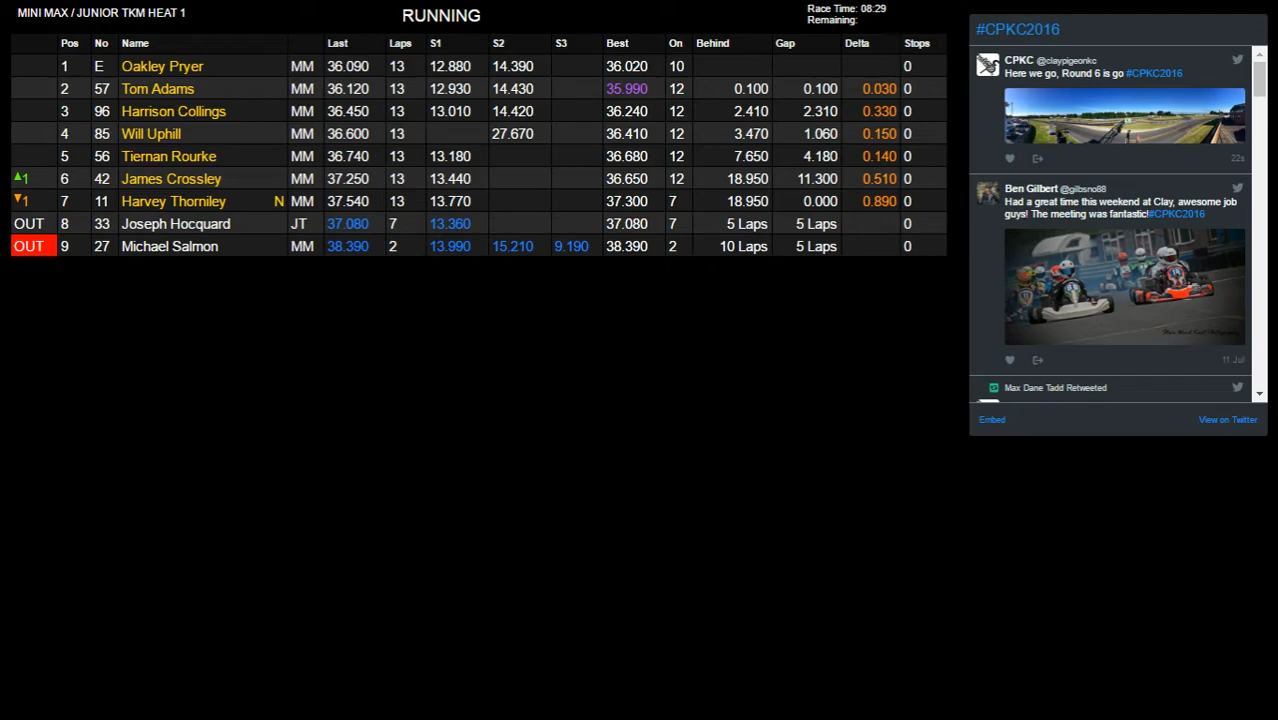 MINI MAX / JUNIOR TKM HEAT 1 RUNNING Race Time: 08:29
Remaining:
Pos No Name Last Laps S1 S2 S3 Best On Behind Gap Delta Stops
1 E Oakley Pryer MM 36.090 13 12.880 14.390 36.020 10 0
2 57 Tom Adams MM 36.120 13 12.930 14.430 35.990 12 0.100 0.100 0.030 0
3 96 Harrison Collings MM 36.450 13 13.010 14.420 36.240 12 2.410 2.310 0.330 0
4 85 Will Uphill MM 36.600 13 27.670 36.410 12 3.470 1.060 0.150 0
5 56 Tiernan Rourke MM 36.740 13 13.180 36.680 12 7.650 4.180 0.140 0
1 6 42 James Crossley MM 37.250 13 13.440 36.650 12 18.950 11.300 0.510 0
1 7 11 Harvey Thorniley N MM 37.540 13 13.770 37.300 7 18.950 0.000 0.890 0
OUT 8 33 Joseph Hocquard JT 37.080 7 13.360 37.080 7 5 Laps 5 Laps 0
OUT 9 27 Michael Salmon MM 38.390 2 13.990 15.210 9.190 38.390 2 10 Laps 5 Laps 0
#CPKC2016
CPKC @claypigeonkc
Here we go, Round 6 is go #CPKC2016
22s
Ben Gilbert @gilbsno88
Had a great time this weekend at Clay, awesome job
guys! The meeting was fantastic!#CPKC2016
11 Jul
Max Dane Tadd Retweeted
Embed View on Twitter